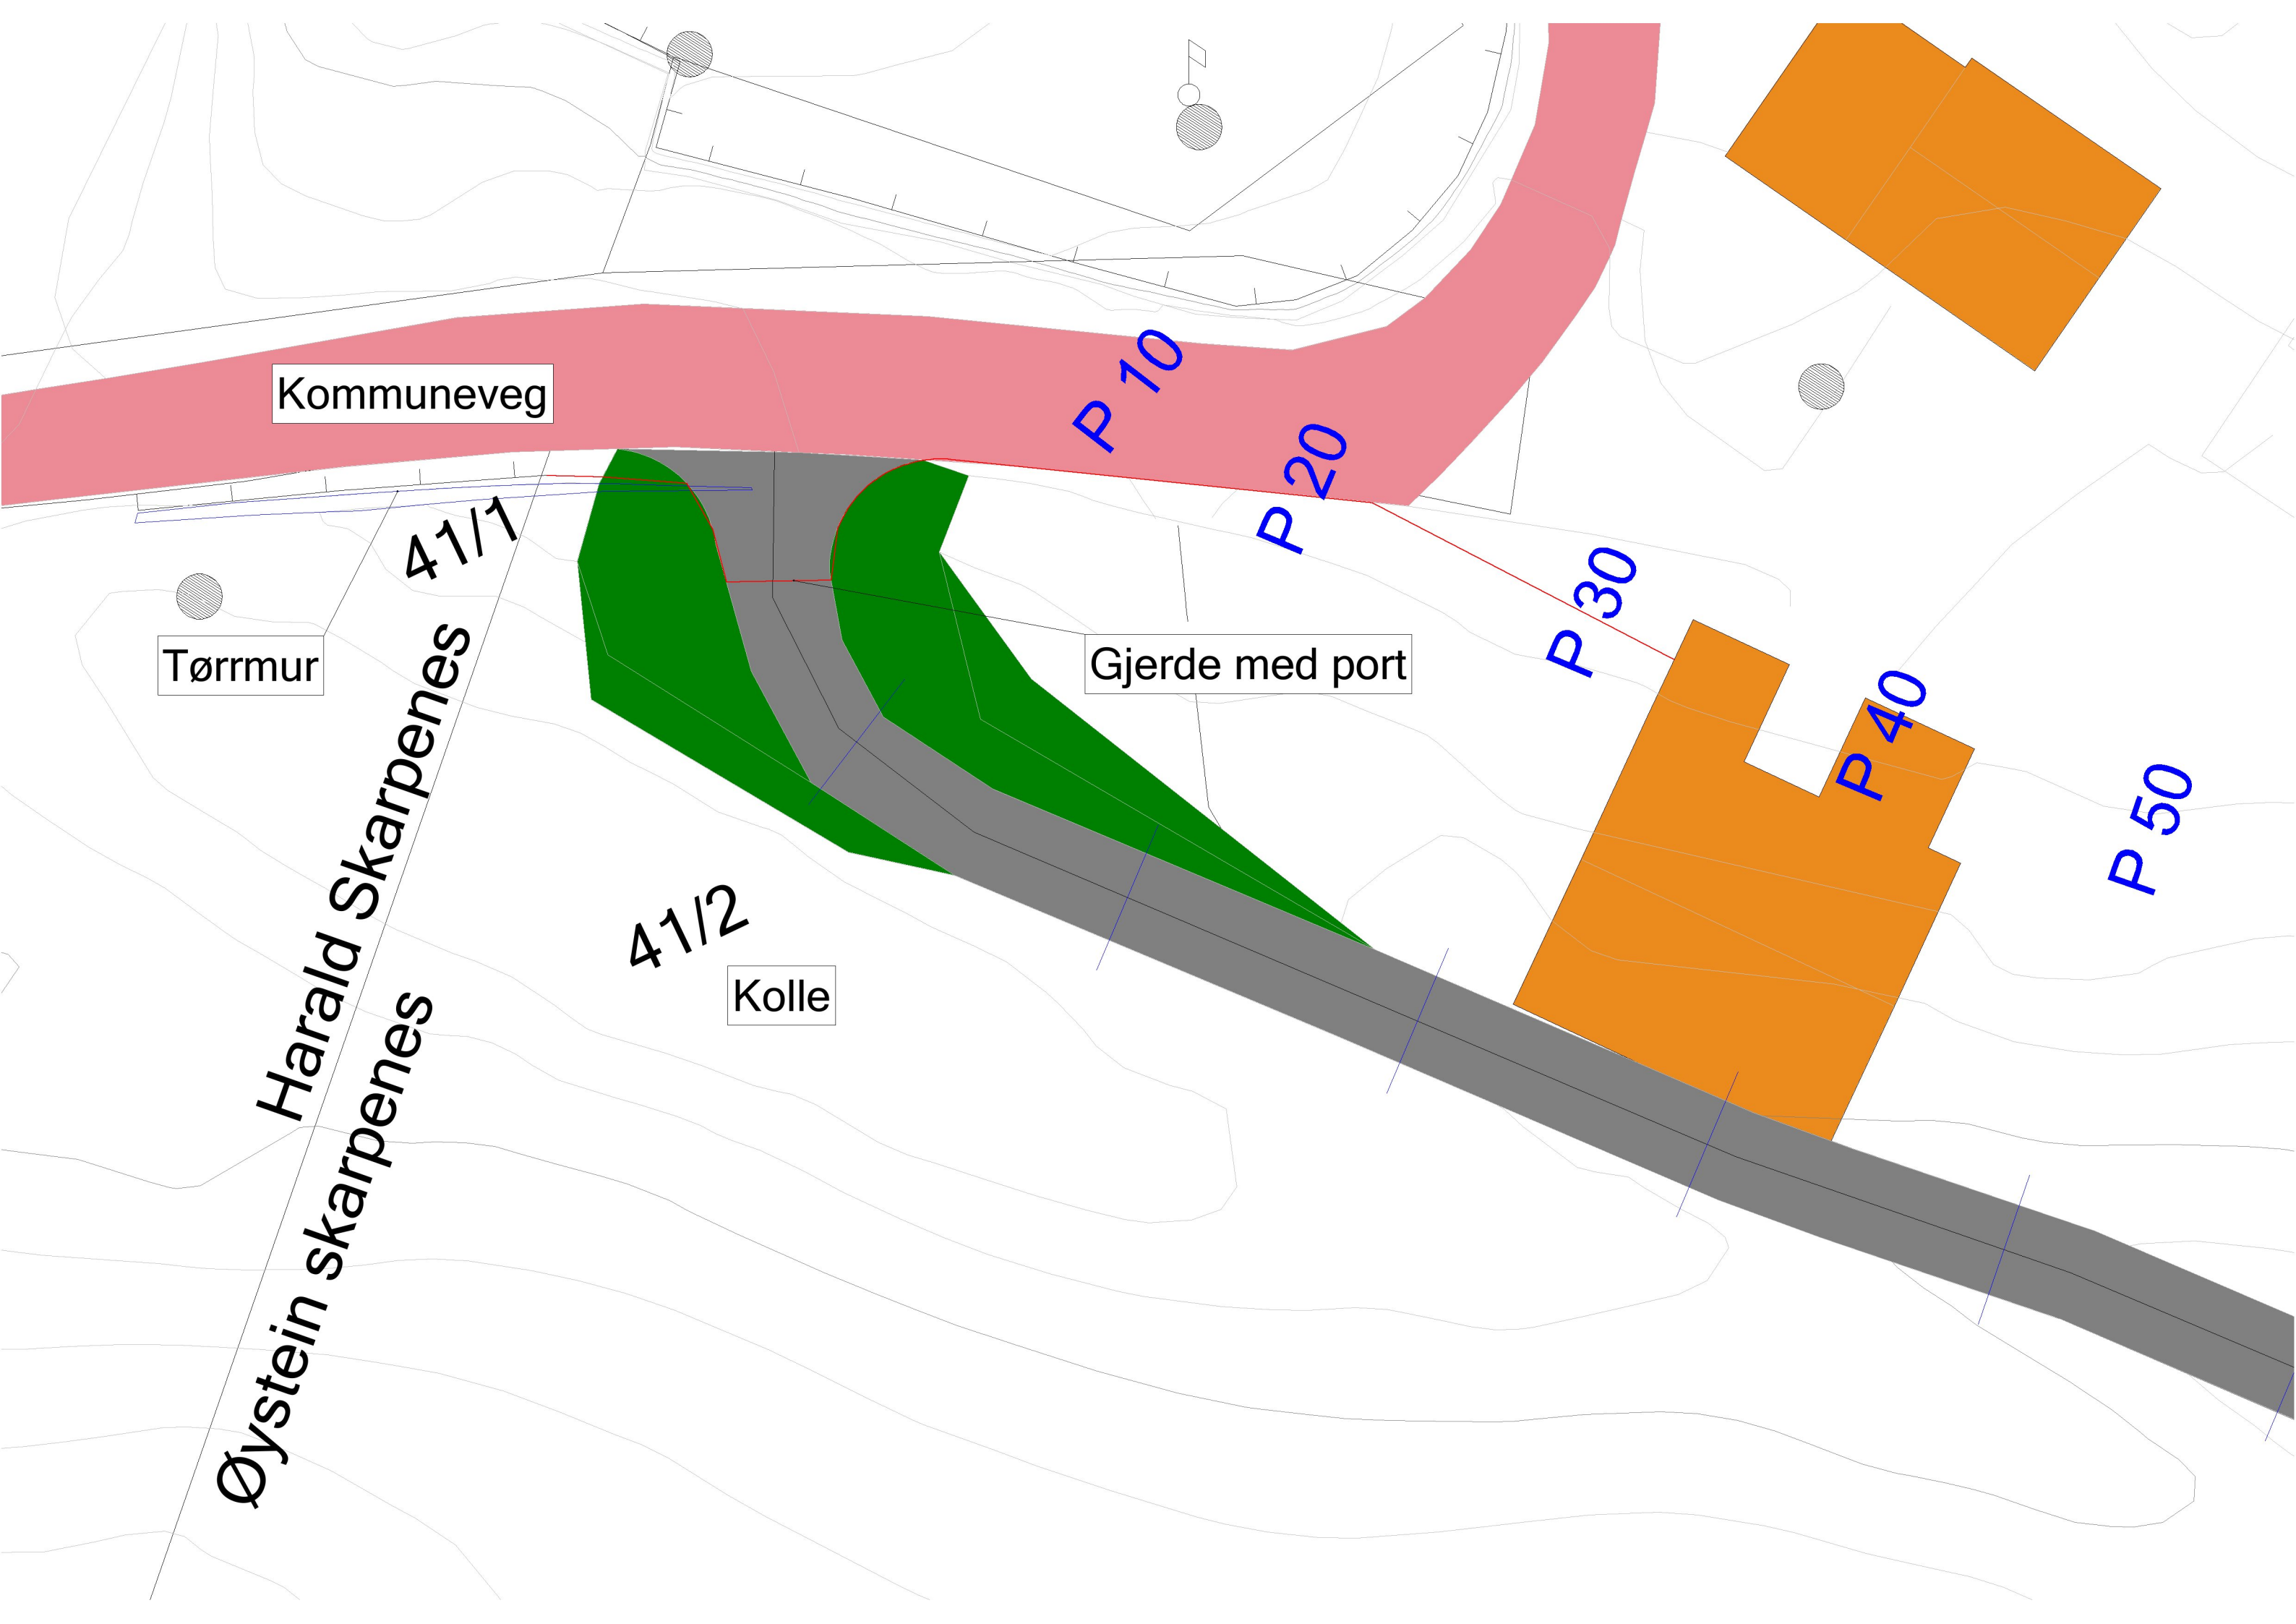 P 10
Kommuneveg
P 20
41/1
P 30
Tørrmur
Gjerde med port
P 40
P 50
Harald Skarpenes
41/2
Kolle
Øystein skarpenes